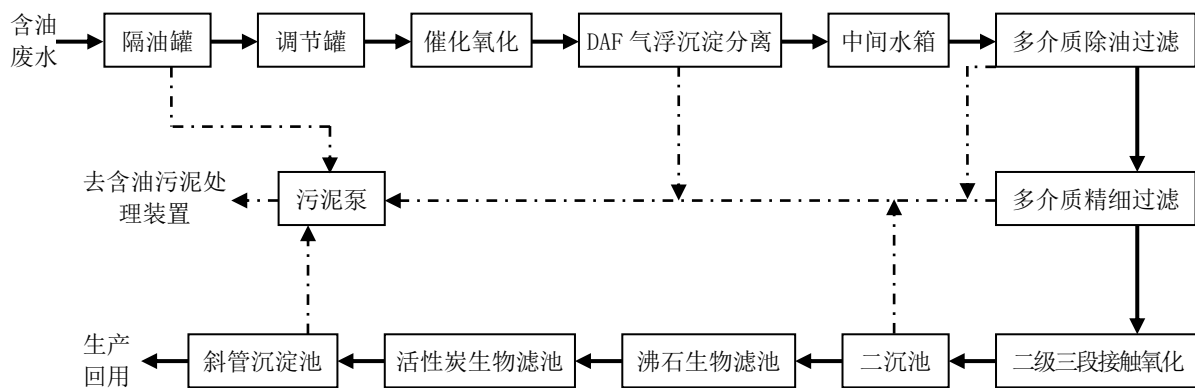 含油
废水
隔油罐
调节罐
催化氧化
DAF 气浮沉淀分离
中间水箱
多介质除油过滤
去含油污泥处
理装置
污泥泵
多介质精细过滤
生产
回用
斜管沉淀池
活性炭生物滤池
沸石生物滤池
二沉池
二级三段接触氧化